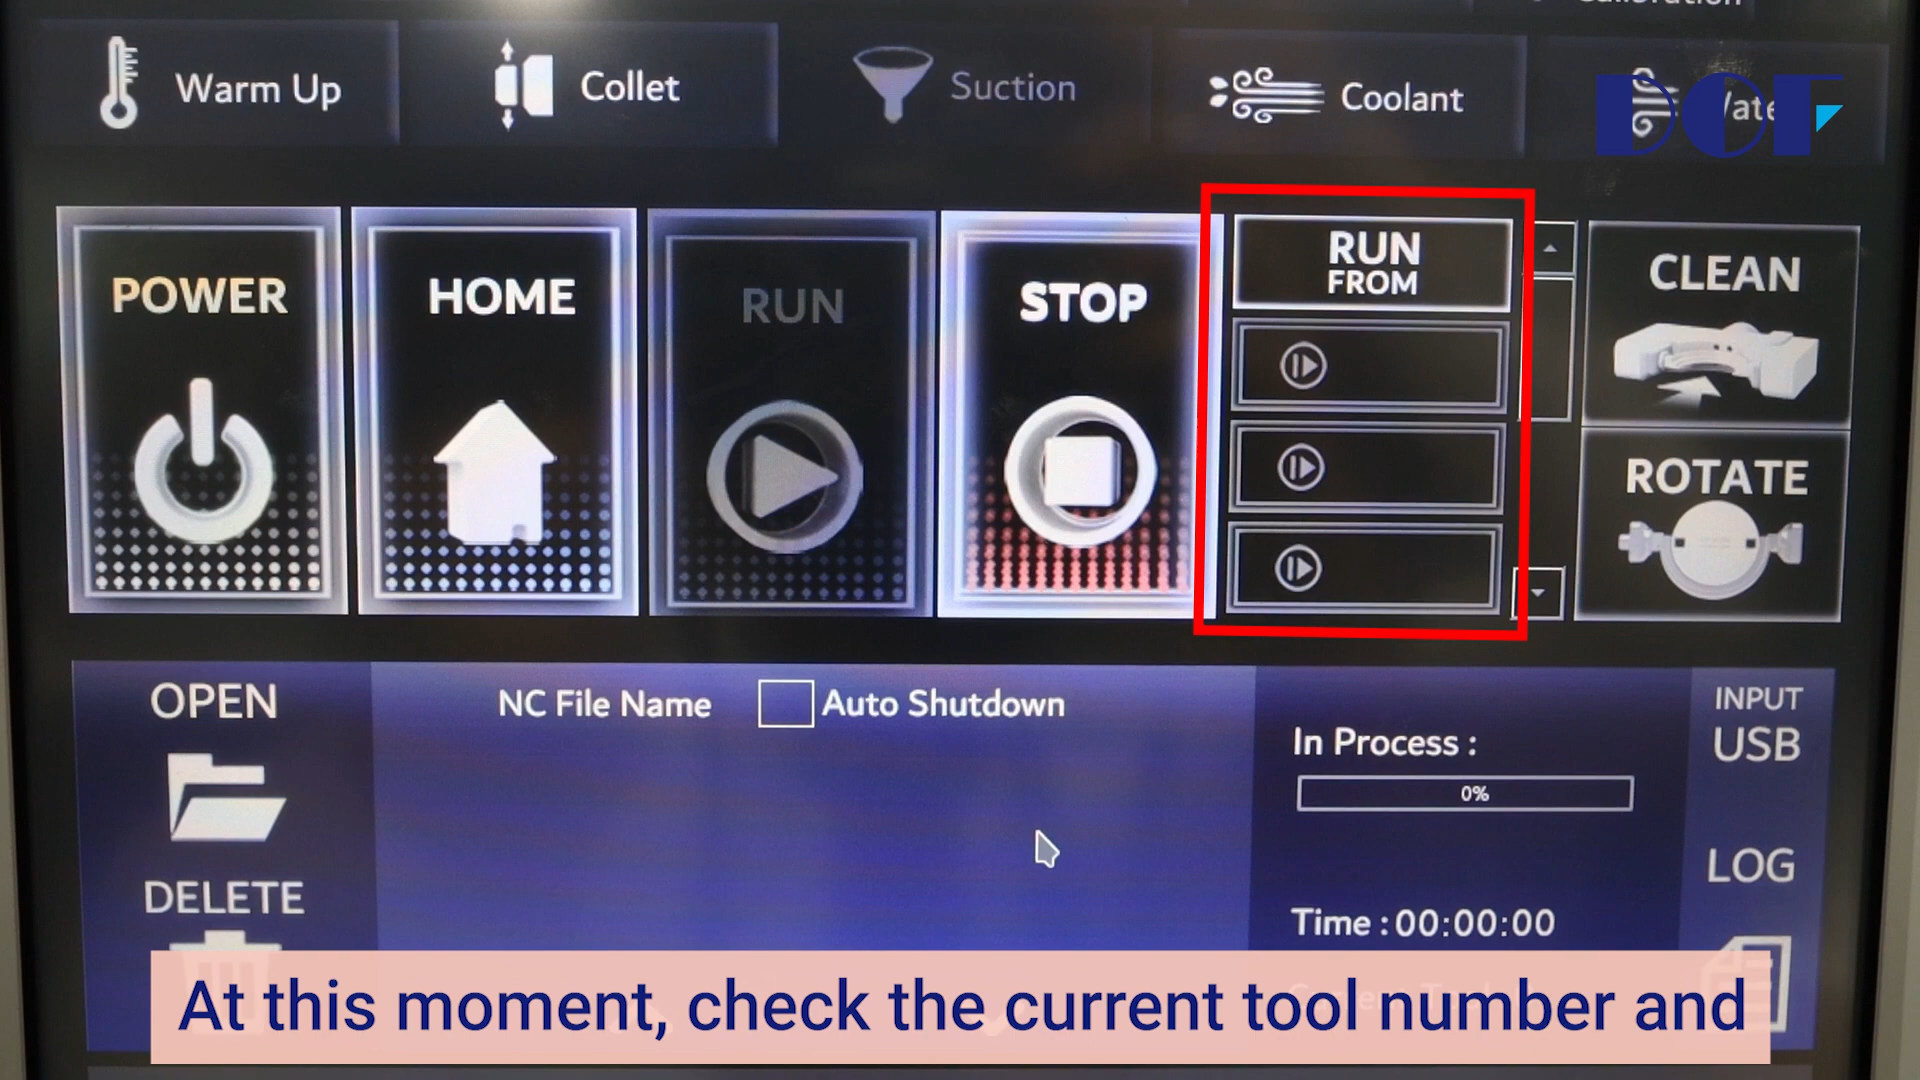 Calibration
Warm Up
Collet
Suction
Coolant
DOF
POWER
HOME
RUN
STOP
RUN
FROM
CLEAN
ROTATE
OPEN
NC File Name
Auto Shutdown
INPUT
USB
In Process :
0%
LOG
DELETE
Time : 00:00:00
At this moment, check the current tool number and